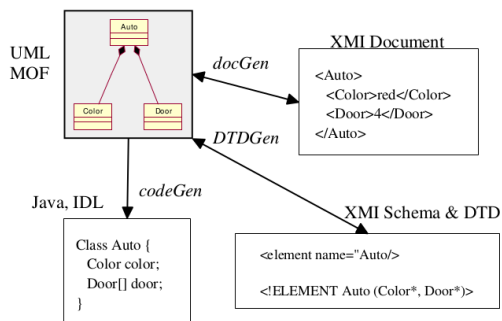 UML
MOF
Auto
Color
Door
docGen
XMI Document
<Auto>
<Color>red</Color>
<Door>4</Door>
</Auto>
DTDGen
codeGen
Java, IDL
Class Auto {
Color color;
Door[] door;
}
XMI Schema & DTD
<element name="Auto/>
<!ELEMENT Auto (Color*, Door*)>